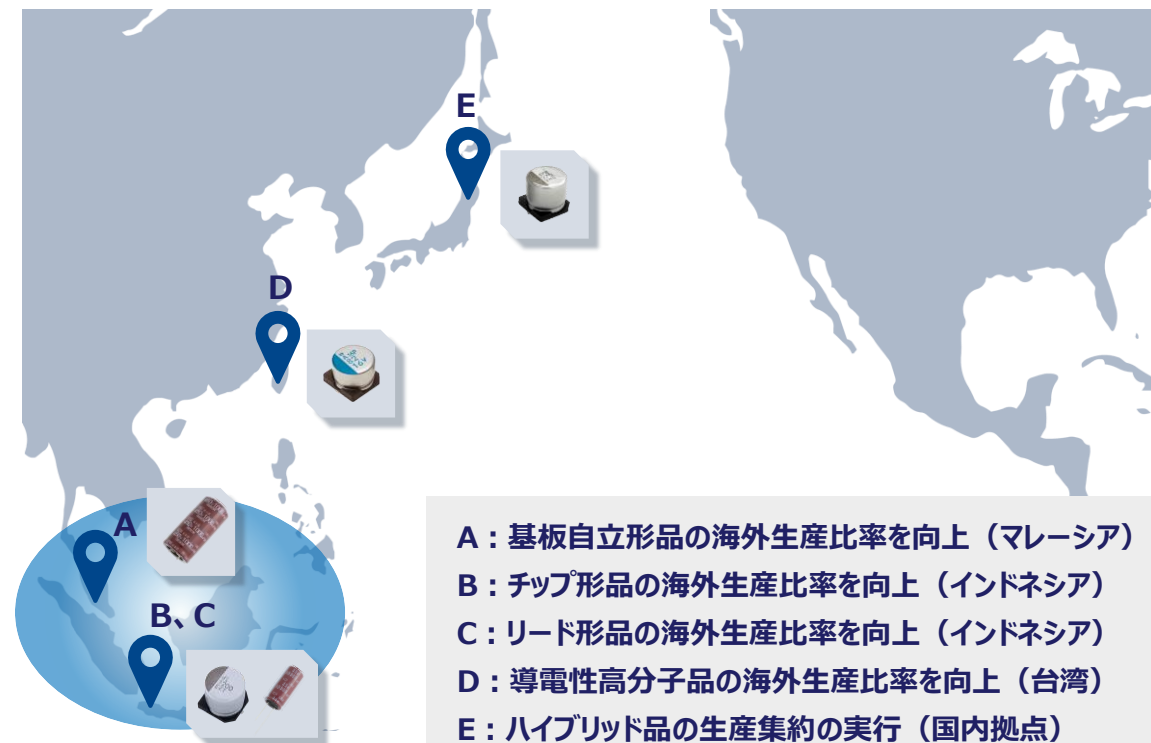 E
D
A
B、C
A：基板自立形品の海外生産比率を向上（マレーシア）
B：チップ形品の海外生産比率を向上（インドネシア）
C：リード形品の海外生産比率を向上（インドネシア）
D：導電性高分子品の海外生産比率を向上（台湾）
E：ハイブリッド品の生産集約の実行（国内拠点）